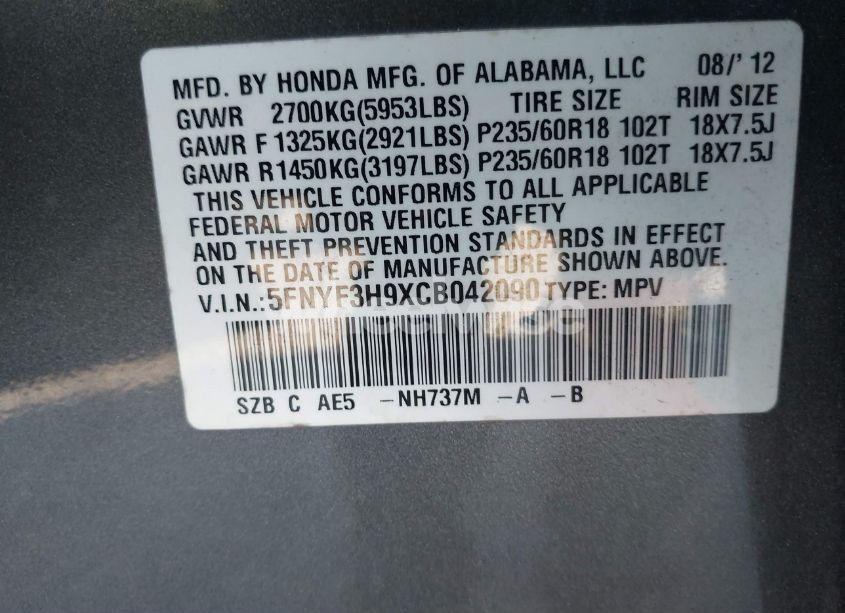 MFD. BY HONDA MFG. OF ALABAMA, LLC 08/' 12
GVWR 2700KG(5953LBS) TIRE SIZE RIM SIZE
GAWR F 1325KG(2921LBS) P235/60R18 102T 18X7.5J
GAWR R1450KG(3197LBS) P235/60R18 102T 18X7.5J
THIS VEHICLE CONFORMS TO ALL APPLICABLE
FEDERAL MOTOR VEHICLE SAFETY
AND THEFT PREVENTION STANDARDS IN EFFECT
ON THE DATE OF MANUFACTURE SHOWN ABOVE.
V.I.N.:5FNYF3H9XCB042090 TYPE: MPV
SZB C AE5 -NH737M -A -B